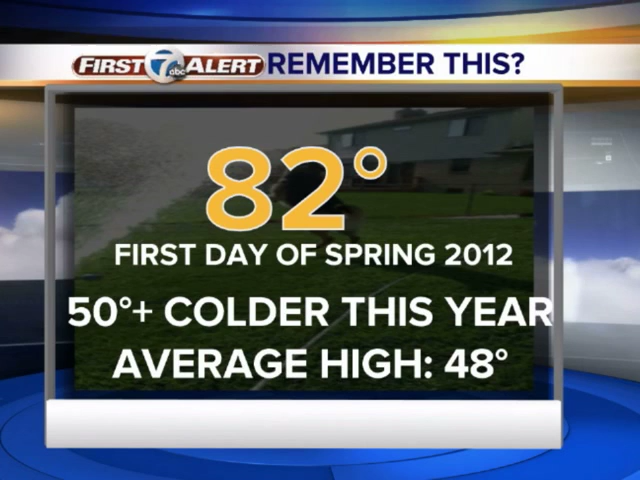 FIRST 7 abc ALERT REMEMBER THIS?
82°
FIRST DAY OF SPRING 2012
50°+ COLDER THIS YEAR
AVERAGE HIGH: 48°